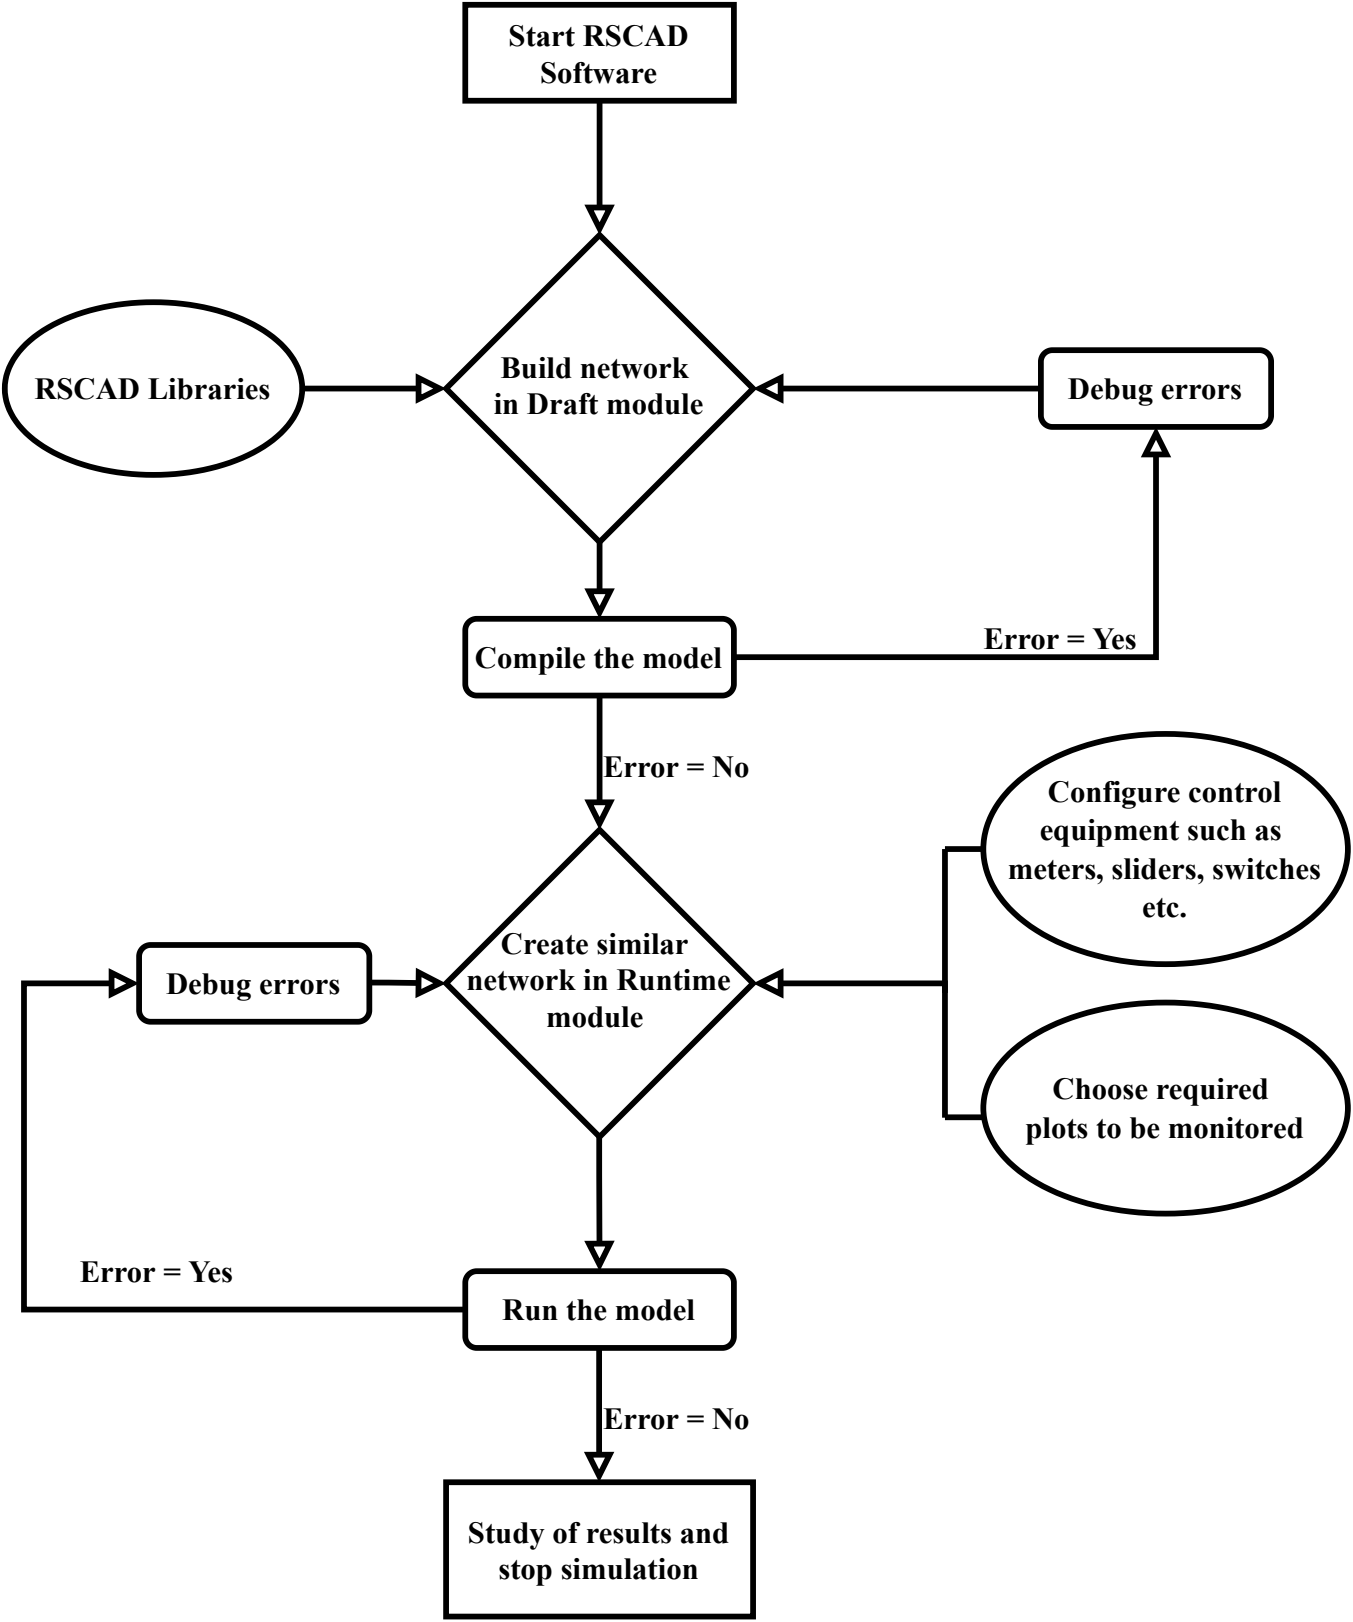 Start RSCAD
Software
RSCAD Libraries
Build network
in Draft module
Debug errors
Compile the model
Error = Yes
Error = No
Configure control
equipment such as
meters, sliders, switches
etc.
Debug errors
Create similar
network in Runtime
module
Choose required
plots to be monitored
Error = Yes
Run the model
Error = No
Study of results and
stop simulation